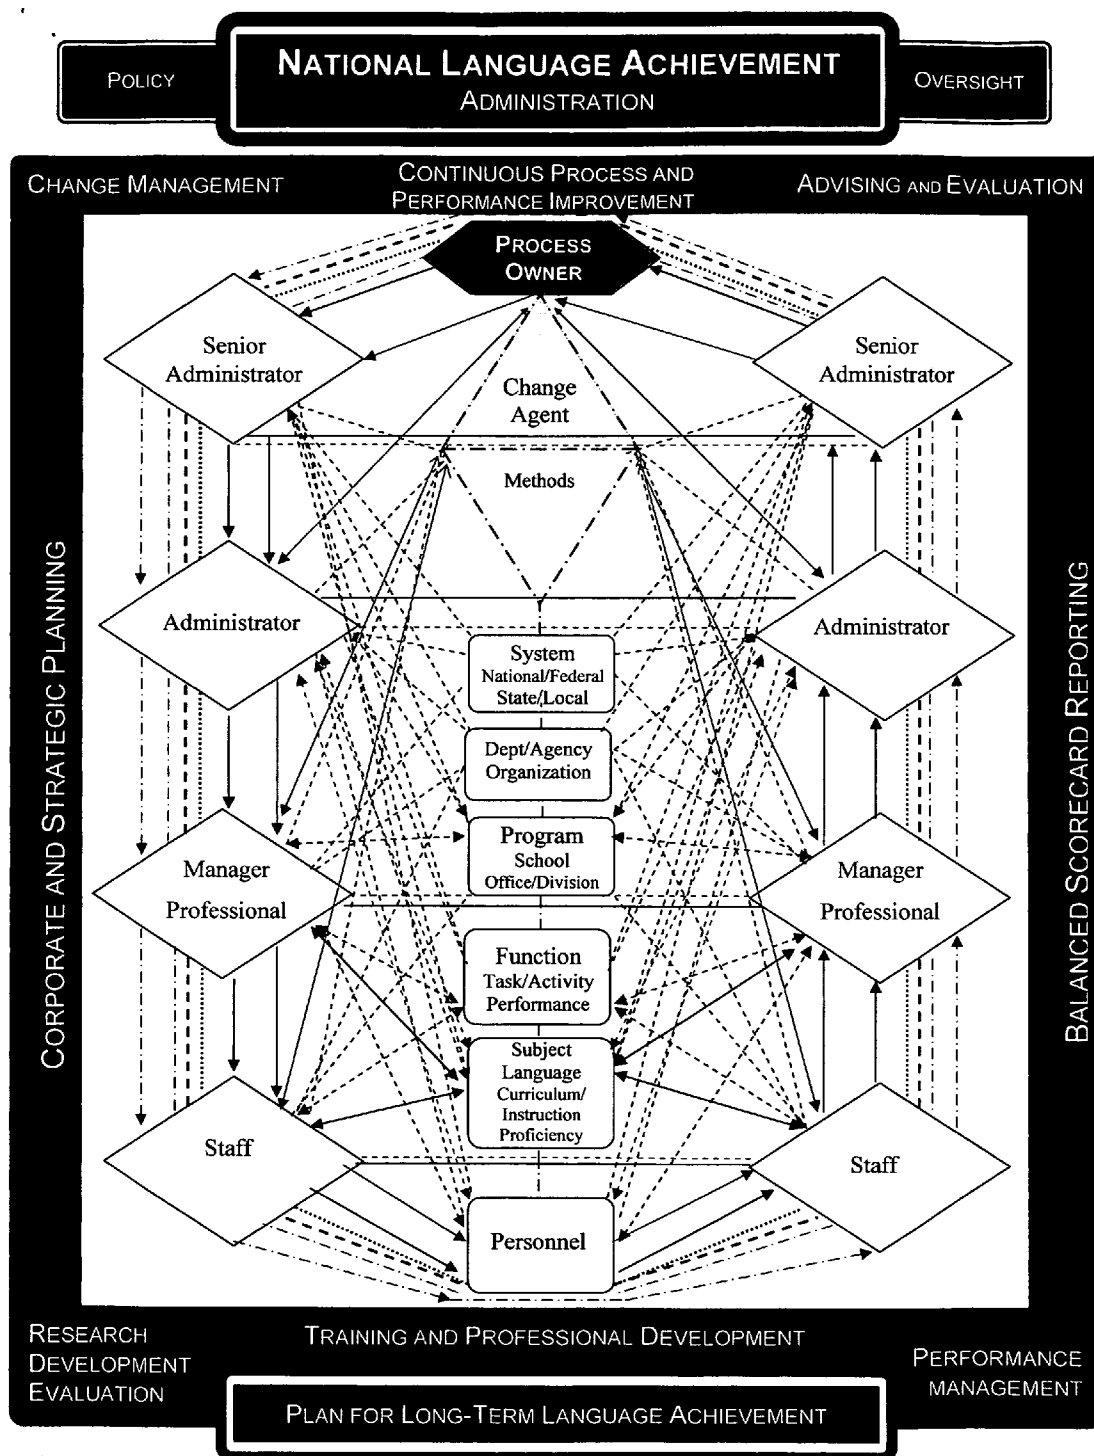 POLICY
NATIONAL LANGUAGE ACHIEVEMENT
ADMINISTRATION
OVERSIGHT
CHANGE MANAGEMENT
CONTINUOUS PROCESS AND
PERFORMANCE IMPROVEMENT
ADVISING AND EVALUATION
PROCESS
OWNER
Senior
Administrator
Senior
Administrator
Change
Agent
Methods
CORPORATE AND STRATEGIC PLANNING
BALANCED SCORECARD REPORTING
Administrator
Administrator
System
National/Federal
State/Local
Dept/Agency
Organization
Program
School
Office/Division
Manager
Professional
Manager
Professional
Function
Task/Activity
Performance
Subject
Language
Curriculum/
Instruction
Proficiency
Staff
Staff
Personnel
RESEARCH
DEVELOPMENT
EVALUATION
TRAINING AND PROFESSIONAL DEVELOPMENT
PERFORMANCE
MANAGEMENT
PLAN FOR LONG-TERM LANGUAGE ACHIEVEMENT